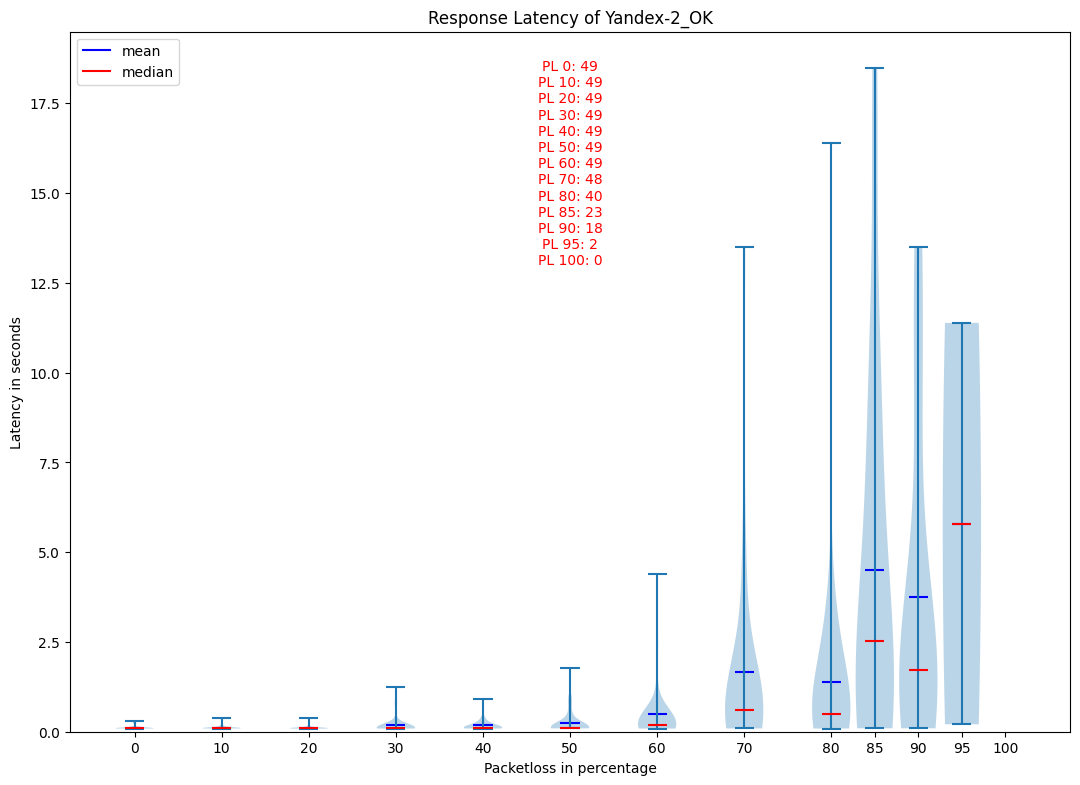 Response Latency of Yandex-2_OK
mean
median
PL 0: 49
PL 10: 49
PL 20: 49
PL 30: 49
PL 40: 49
PL 50: 49
PL 60: 49
PL 70: 48
PL 80: 40
PL 85: 23
PL 90: 18
PL 95: 2
PL 100: 0
Latency in seconds
17.5
15.0
12.5
10.0
7.5
5.0
2.5
0.0
0 10 20 30 40 50 60 70 80 85 90 95 100
Packetloss in percentage